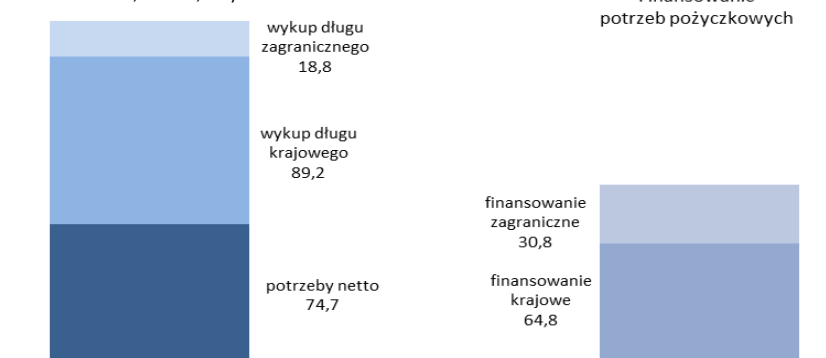 wykup długu
zagranicznego
18,8
wykup długu
krajowego
89,2
potrzeby netto
74,7
potrzeb pożyczkowych
finansowanie
zagraniczne
30,8
finansowanie
krajowe
64,8